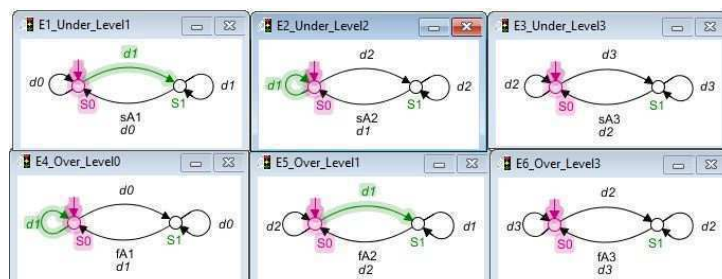 E1_Under_Level1
d1
d0
d1
S0
S1
sA1
d0
E2_Under_Level2
d2
d1
d2
S0
S1
sA2
d1
E3_Under_Level3
d3
d2
d3
S0
S1
sA3
d2
E4_Over_Level0
d0
d1
d0
S0
S1
fA1
d1
E5_Over_Level1
d1
d2
d1
S0
S1
fA2
d2
E6_Over_Level3
d2
d3
d2
S0
S1
fA3
d3